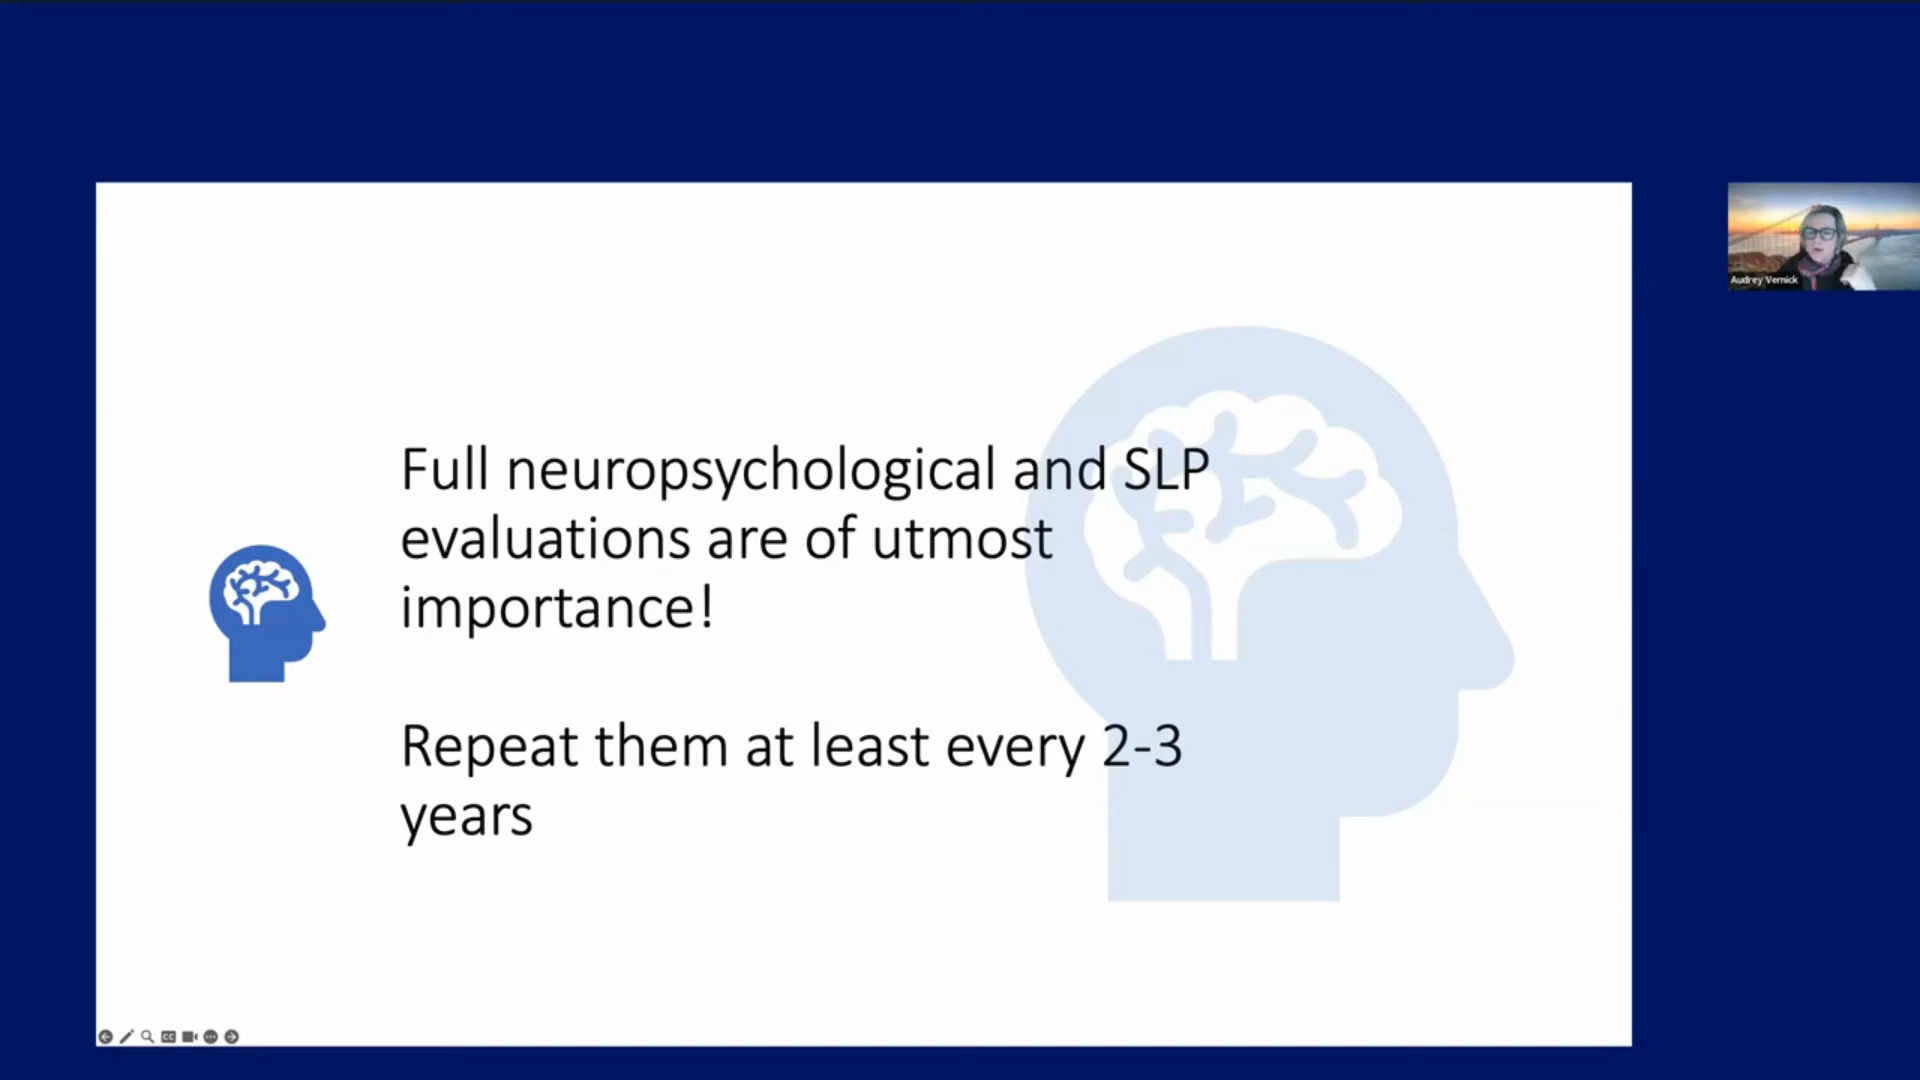 Full neuropsychological and SLP
evaluations are of utmost
importance!
Repeat them at least every 2-3
years
Audrey Vernick
CC